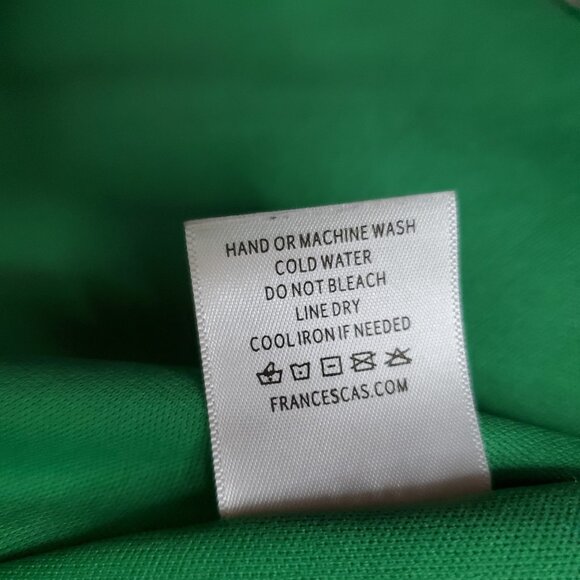 HAND OR MACHINE WASH
COLD WATER
DO NOT BLEACH
LINE DRY
COOL IRON IF NEEDED
FRANCESCAS.COM